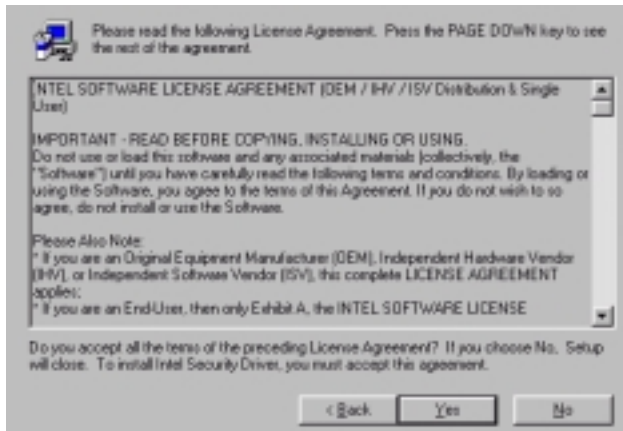 Please read the following License Agreement. Press the PAGE DOWN key to see
the rest of the agreement.
INTEL SOFTWARE LICENSE AGREEMENT (OEM / IHV / ISV Distribution & Single
User)
IMPORTANT - READ BEFORE COPYING, INSTALLING OR USING.
Do not use or load this software and any associated materials (collectively, the
"Software") until you have carefully read the following terms and conditions. By loading or
using the Software, you agree to the terms of this Agreement. If you do not wish to so
agree, do not install or use the Software.
Please Also Note:
* If you are an Original Equipment Manufacturer (OEM), Independent Hardware Vendor
(IHV), or Independent Software Vendor (ISV), this complete LICENSE AGREEMENT
applies;
* If you are an End-User, then only Exhibit A, the INTEL SOFTWARE LICENSE
Do you accept all the terms of the preceding License Agreement? If you choose No, Setup
will close. To install Intel Security Driver, you must accept this agreement.
< Back
Yes
No